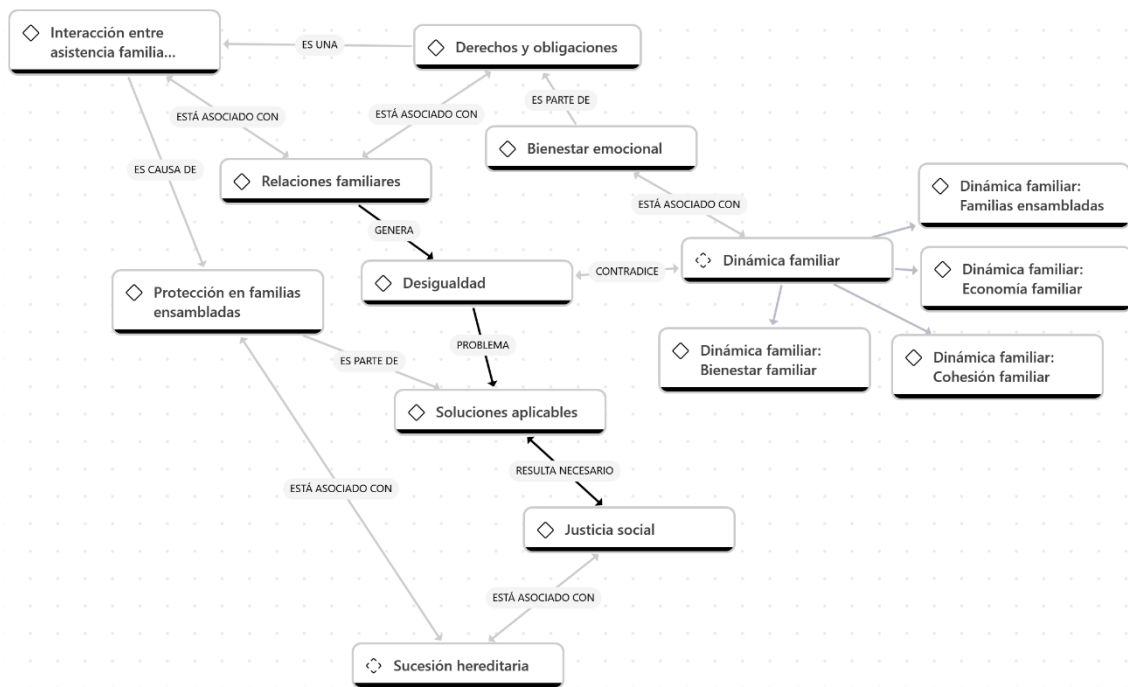 Interacción entre
asistencia familia...
ES UNA
Derechos y obligaciones
ESTÁ ASOCIADO CON
ESTÁ ASOCIADO CON
ES PARTE DE
Bienestar emocional
ES CAUSA DE
Relaciones familiares
ESTÁ ASOCIADO CON
Dinámica familiar:
Familias ensambladas
GENERA
Dinámica familiar
CONTRADICE
Desigualdad
Dinámica familiar:
Economía familiar
Protección en familias
ensambladas
PROBLEMA
Dinámica familiar:
Bienestar familiar
Dinámica familiar:
Cohesión familiar
ES PARTE DE
Soluciones aplicables
RESULTA NECESARIO
ESTÁ ASOCIADO CON
Justicia social
ESTÁ ASOCIADO CON
Sucesión hereditaria